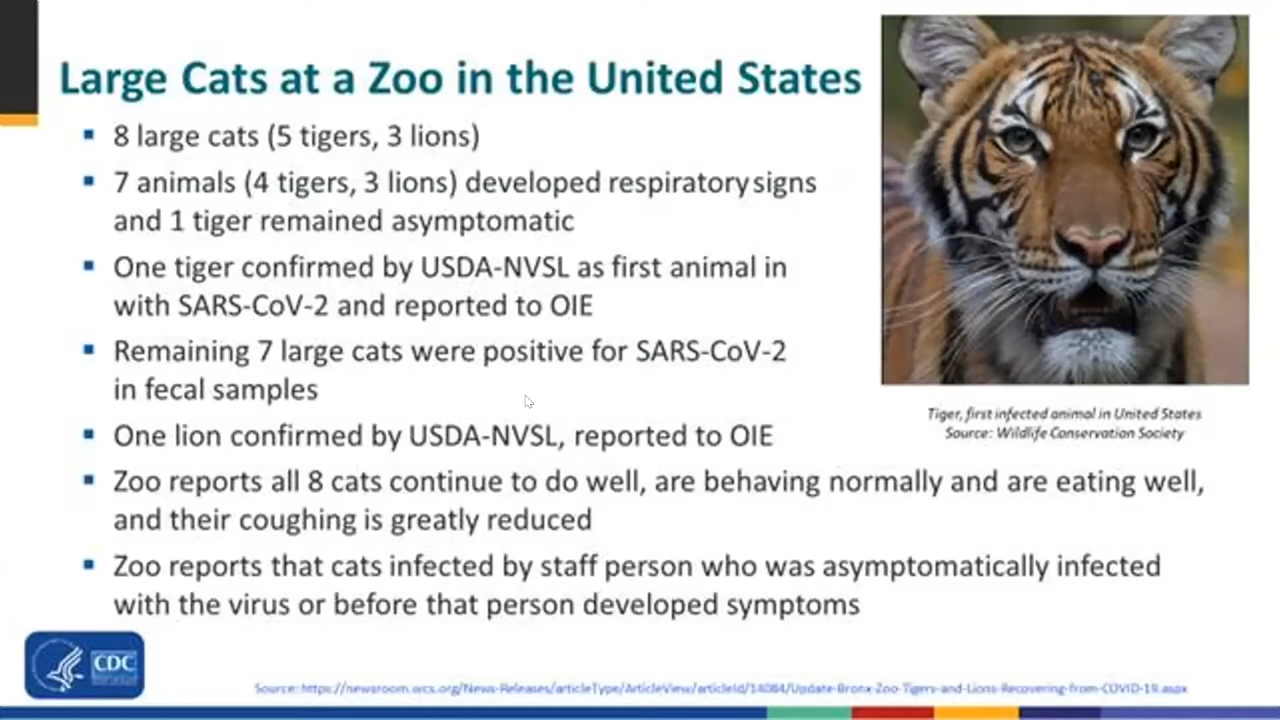 Large Cats at a Zoo in the United States
▪ 8 large cats (5 tigers, 3 lions)
▪ 7 animals (4 tigers, 3 lions) developed respiratory signs
and 1 tiger remained asymptomatic
▪ One tiger confirmed by USDA-NVSL as first animal in
with SARS-CoV-2 and reported to OIE
▪ Remaining 7 large cats were positive for SARS-CoV-2
in fecal samples
▪ One lion confirmed by USDA-NVSL, reported to OIE
▪ Zoo reports all 8 cats continue to do well, are behaving normally and are eating well,
and their coughing is greatly reduced
▪ Zoo reports that cats infected by staff person who was asymptomatically infected
with the virus or before that person developed symptoms
Tiger, first infected animal in United States
Source: Wildlife Conservation Society
CDC
Source: https://newsroom.wcs.org/News-Releases/articleType/ArticleView/articleId/14084/Update-Bronx-Zoo-Tigers-and-Lions-Recovering-from-COVID-19.aspx